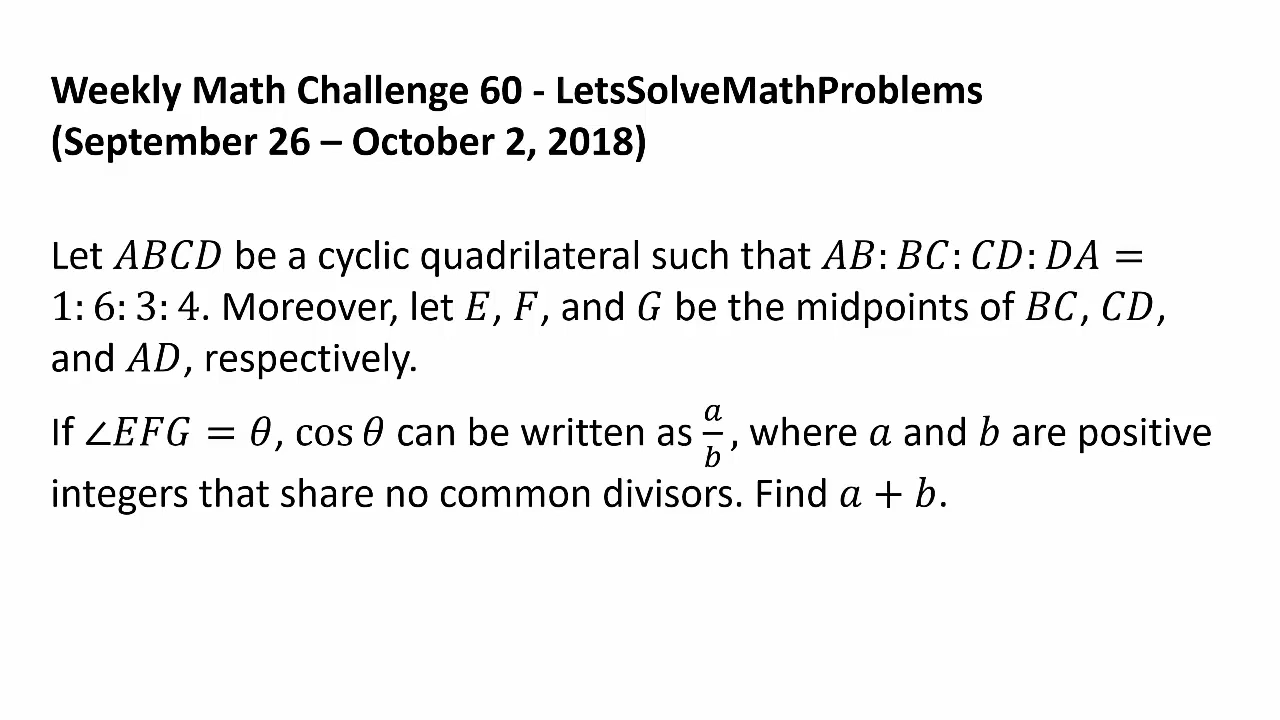 Weekly Math Challenge 60 - LetsSolveMathProblems
(September 26 – October 2, 2018)
Let ABCD be a cyclic quadrilateral such that AB: BC: CD: DA =
1: 6: 3: 4. Moreover, let E, F, and G be the midpoints of BC, CD,
and AD, respectively.
If ∠EFG = θ, cos θ can be written as a/b, where a and b are positive
integers that share no common divisors. Find a + b.